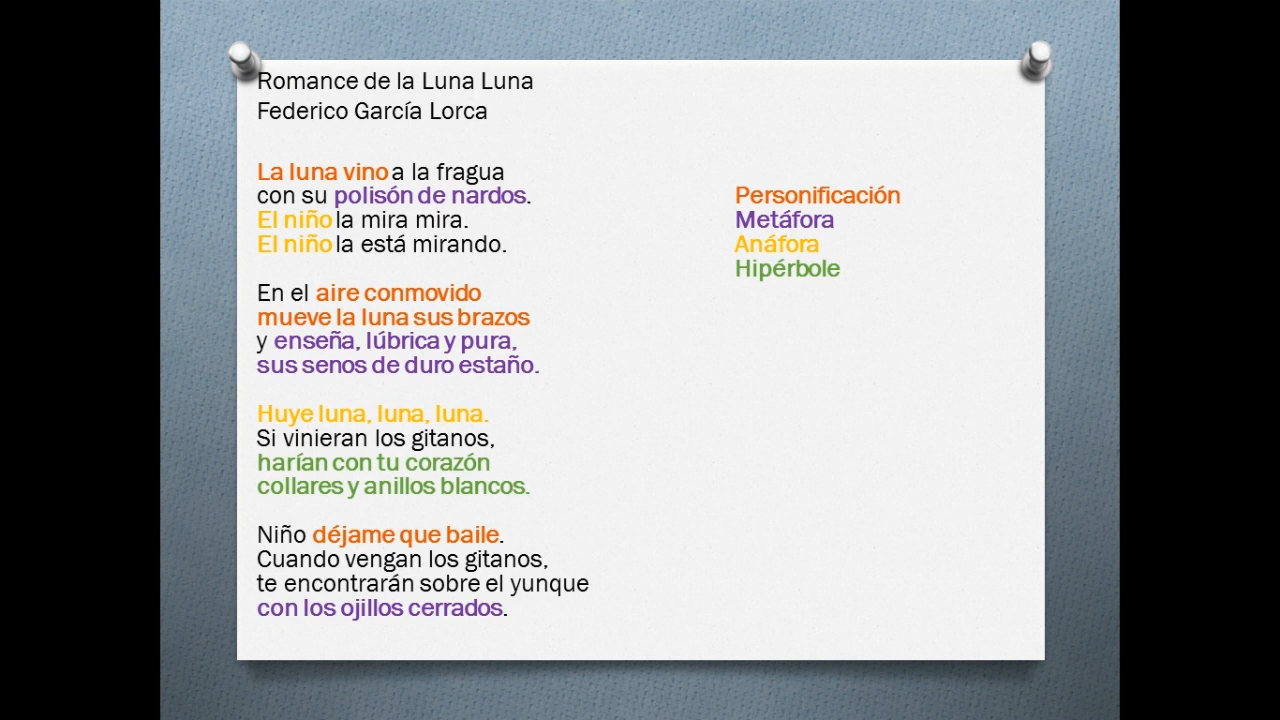 Romance de la Luna Luna
Federico García Lorca
La luna vino a la fragua
con su polisón de nardos.
El niño la mira mira.
El niño la está mirando.
En el aire conmovido
mueve la luna sus brazos
y enseña, lúbrica y pura,
sus senos de duro estaño.
Huye luna, luna, luna.
Si vinieran los gitanos,
harían con tu corazón
collares y anillos blancos.
Niño déjame que baile.
Cuando vengan los gitanos,
te encontrarán sobre el yunque
con los ojillos cerrados.
Personificación
Metáfora
Anáfora
Hipérbole